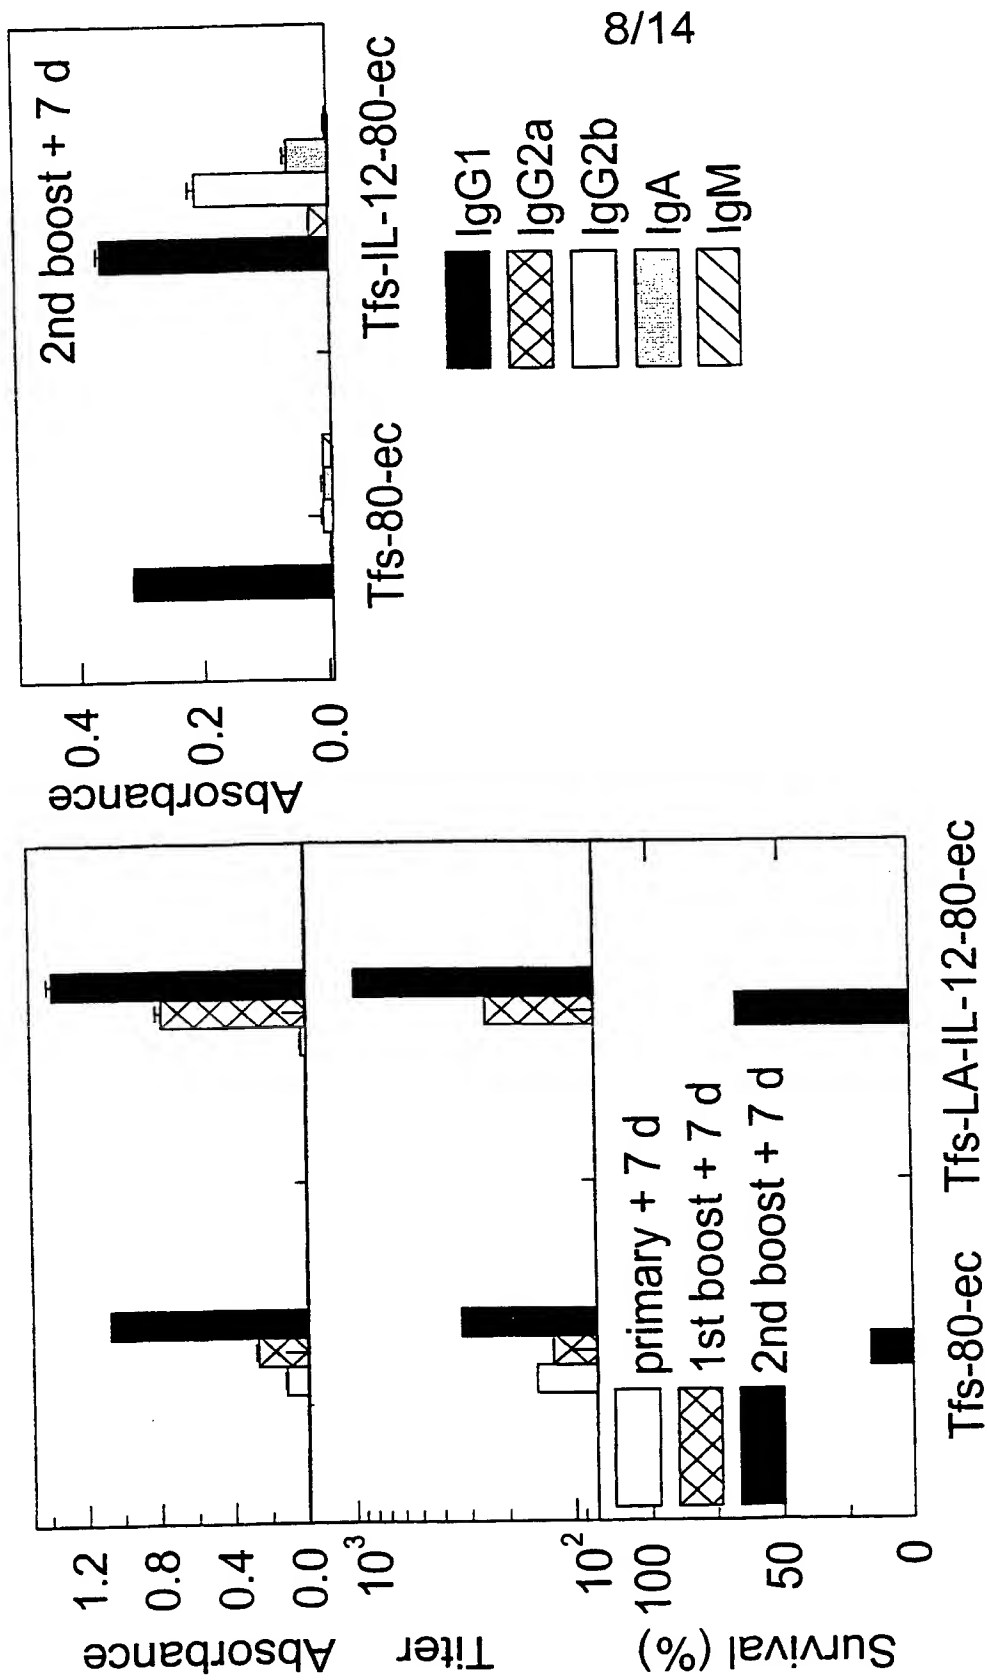 Absorbance
1.2
0.8
0.4
0.0
Titer
10³
10²
Survival (%)
100
50
0
primary + 7 d
1st boost + 7 d
2nd boost + 7 d
Tfs-80-ec
Tfs-LA-IL-12-80-ec
Absorbance
0.4
0.2
0.0
2nd boost + 7 d
Tfs-80-ec
Tfs-IL-12-80-ec
IgG1
IgG2a
IgG2b
IgA
IgM
8/14